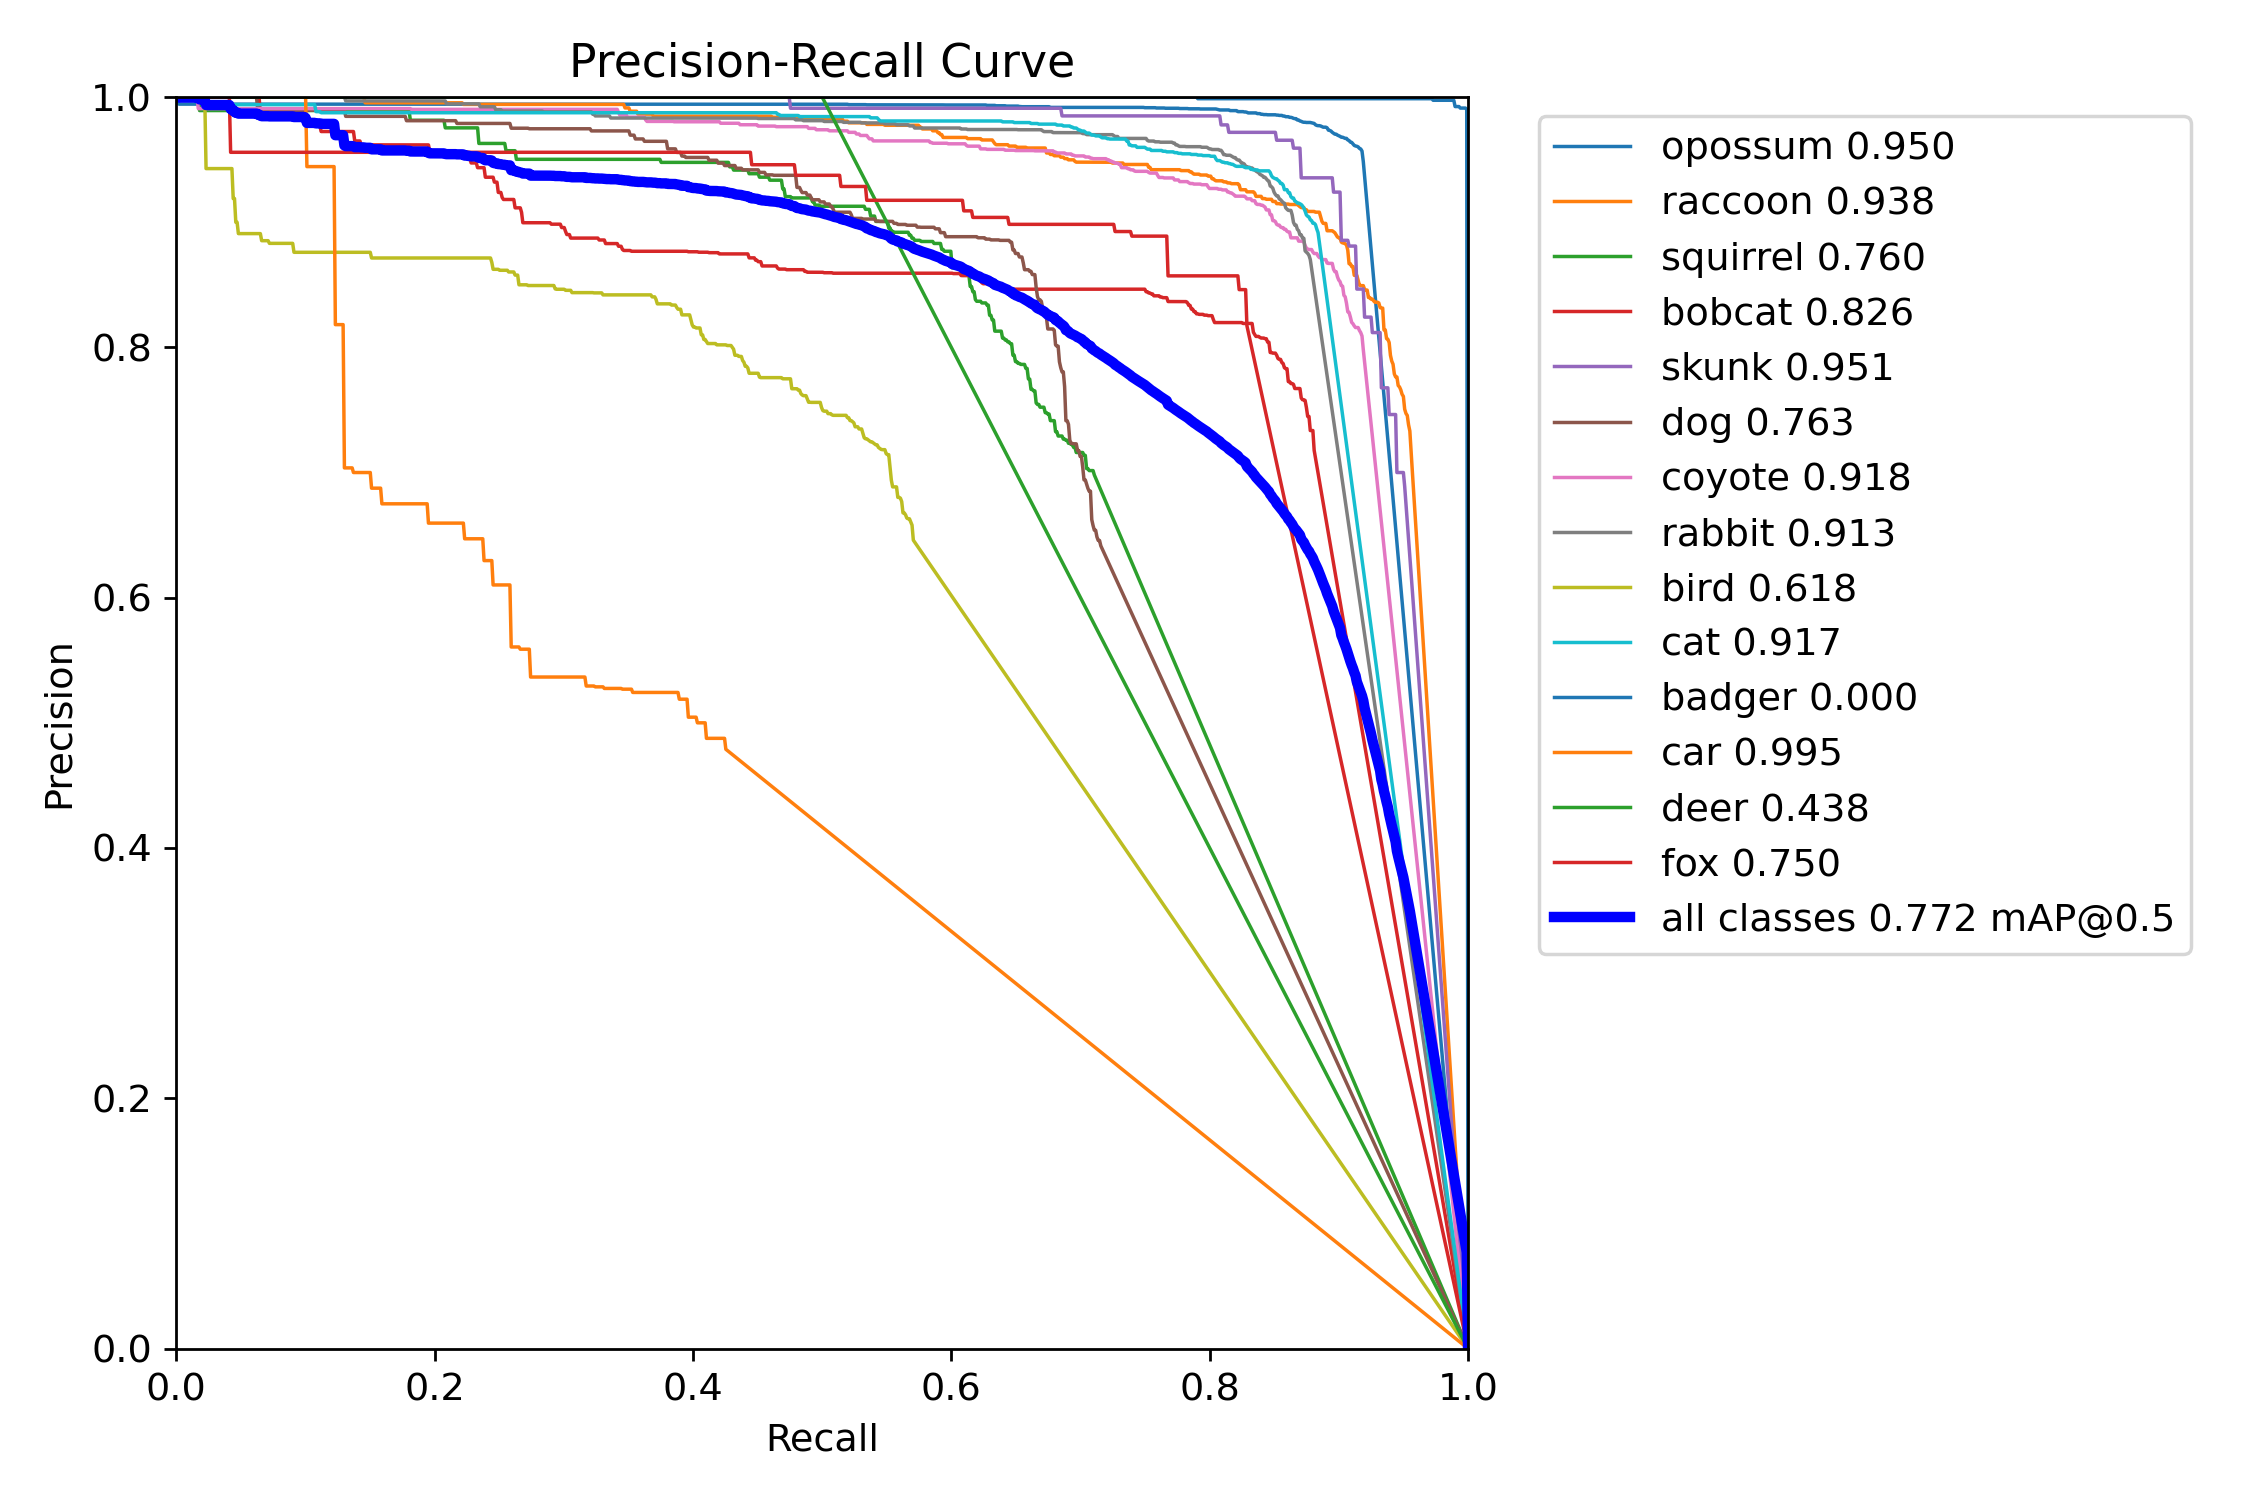 Precision-Recall Curve
1.0
0.8
0.6
0.4
0.2
0.0
Precision
0.0 0.2 0.4 0.6 0.8 1.0
Recall
opossum 0.950
raccoon 0.938
squirrel 0.760
bobcat 0.826
skunk 0.951
dog 0.763
coyote 0.918
rabbit 0.913
bird 0.618
cat 0.917
badger 0.000
car 0.995
deer 0.438
fox 0.750
all classes 0.772 mAP@0.5